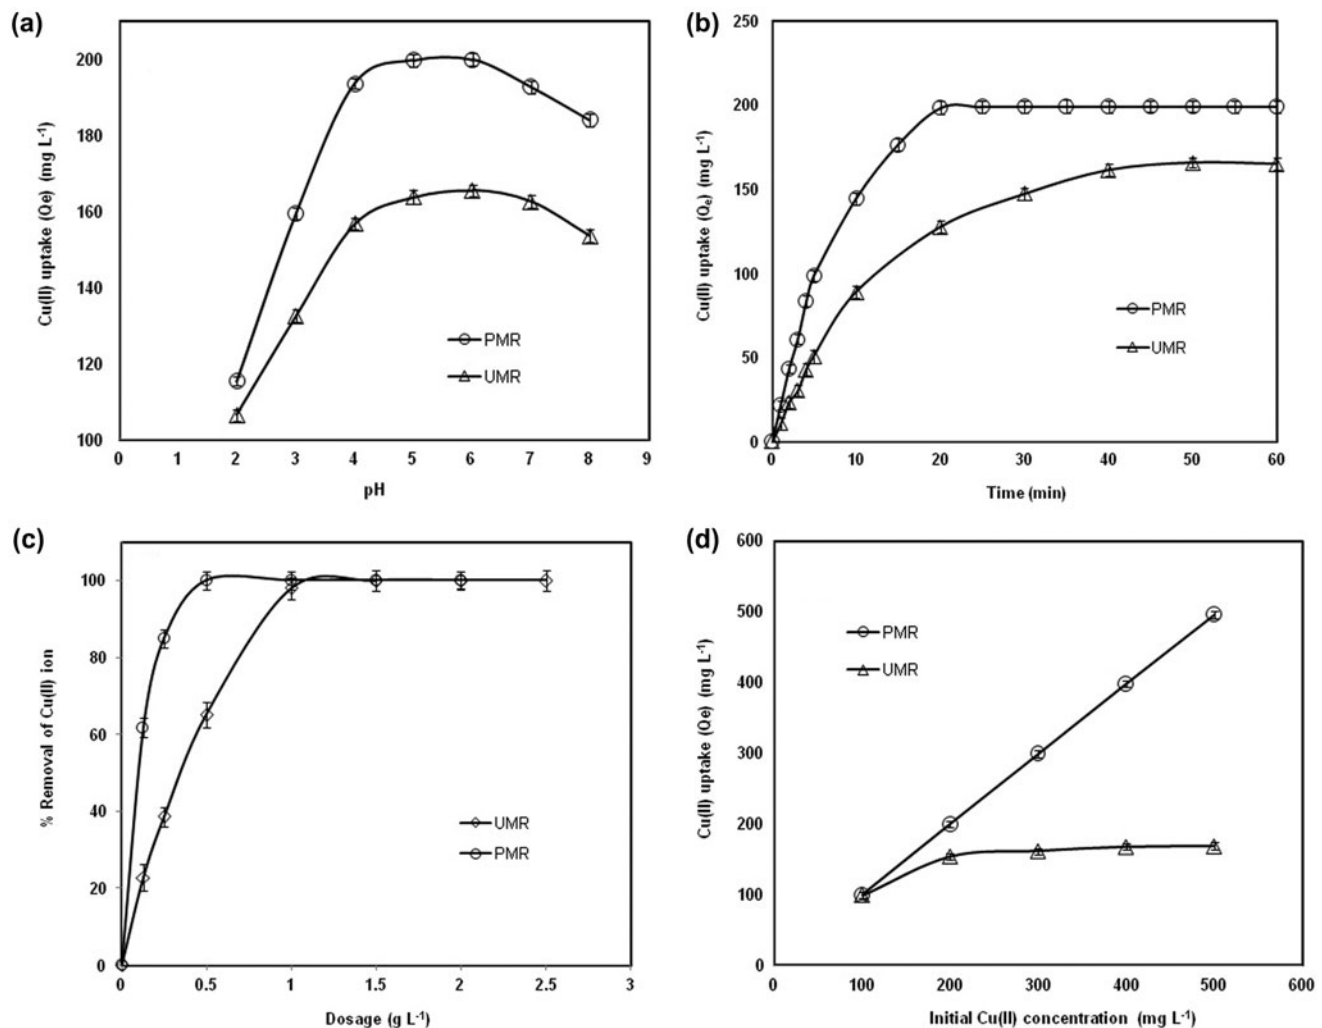 (a)
Cu(II) uptake (Qe) (mg L-1)
200
180
160
140
120
100
0 1 2 3 4 5 6 7 8 9
pH
PMR
UMR
(b)
Cu(II) uptake (Qe) (mg L-1)
250
200
150
100
50
0
0 10 20 30 40 50 60
Time (min)
PMR
UMR
(c)
% Removal of Cu(II) ion
100
80
60
40
20
0
0 0.5 1 1.5 2 2.5 3
Dosage (g L-1)
UMR
PMR
(d)
Cu(II) uptake (Qe) (mg L-1)
600
500
400
300
200
100
0
0 100 200 300 400 500 600
Initial Cu(II) concentration (mg L-1)
PMR
UMR